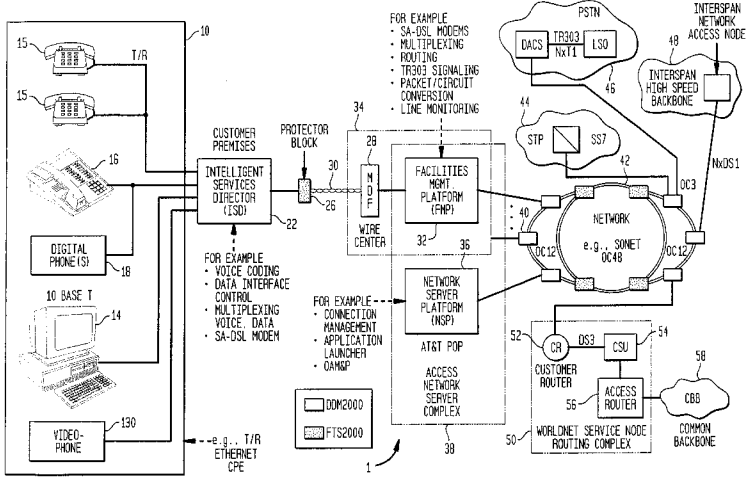 10
15
T/R
15
16
DIGITAL
PHONE(S)
18
10 BASE T
14
130
VIDEO-
PHONE
e.g., T/R
ETHERNET
CPE
CUSTOMER
PREMISES
INTELLIGENT
SERVICES
DIRECTOR
(ISD)
22
FOR EXAMPLE
• VOICE CODING
• DATA INTERFACE
CONTROL
• MULTIPLEXING
VOICE, DATA
• SA-DSL MODEM
PROTECTOR
BLOCK
26
30
34
28
MDF
WIRE
CENTER
FOR EXAMPLE
• SA-DSL MODEMS
• MULTIPLEXING
• ROUTING
• TR303 SIGNALING
• PACKET/CIRCUIT
CONVERSION
• LINE MONITORING
FACILITIES
MGMT.
PLATFORM
(FMP)
32
36
NETWORK
SERVER
PLATFORM
(NSP)
AT&T POP
ACCESS
NETWORK
SERVER
COMPLEX
38
FOR EXAMPLE
• CONNECTION
MANAGEMENT
• APPLICATION
LAUNCHER
• OAM&P
DDM2000
FTS2000
1
PSTN
DACS
TR303
NxT1
LSO
46
INTERSPAN
NETWORK
ACCESS NODE
48
INTERSPAN
HIGH SPEED
BACKBONE
NxDS1
44
STP
SS7
42
OC3
40
OC12
NETWORK
e.g., SONET
OC48
OC12
52
CR
DS3
CSU
54
CUSTOMER
ROUTER
56
ACCESS
ROUTER
50
WORLDNET SERVICE NODE
ROUTING COMPLEX
58
CBB
COMMON
BACKBONE